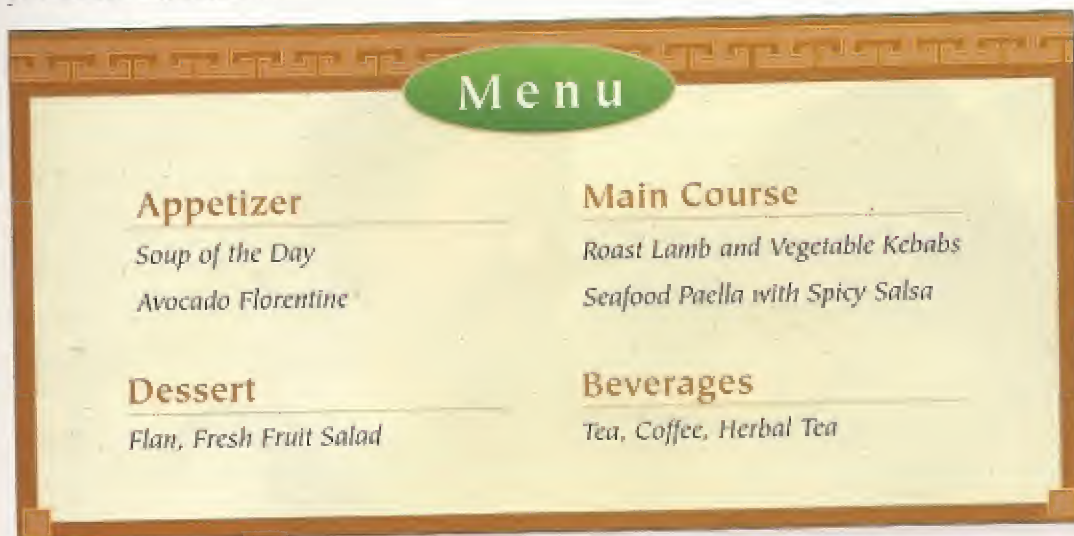 Menu
Appetizer
Soup of the Day
Avocado Florentine
Main Course
Roast Lamb and Vegetable Kebabs
Seafood Paella with Spicy Salsa
Dessert
Flan, Fresh Fruit Salad
Beverages
Tea, Coffee, Herbal Tea